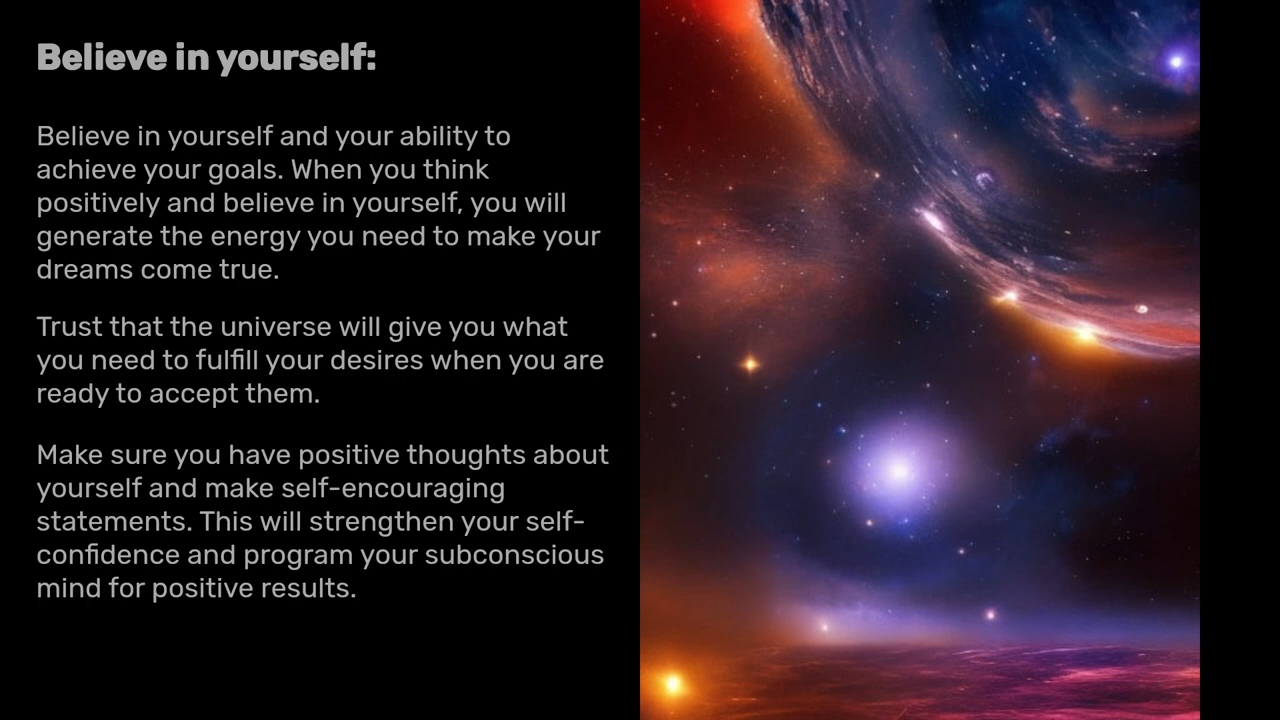 Believe in yourself:
Believe in yourself and your ability to
achieve your goals. When you think
positively and believe in yourself, you will
generate the energy you need to make your
dreams come true.
Trust that the universe will give you what
you need to fulfill your desires when you are
ready to accept them.
Make sure you have positive thoughts about
yourself and make self-encouraging
statements. This will strengthen your self-
confidence and program your subconscious
mind for positive results.